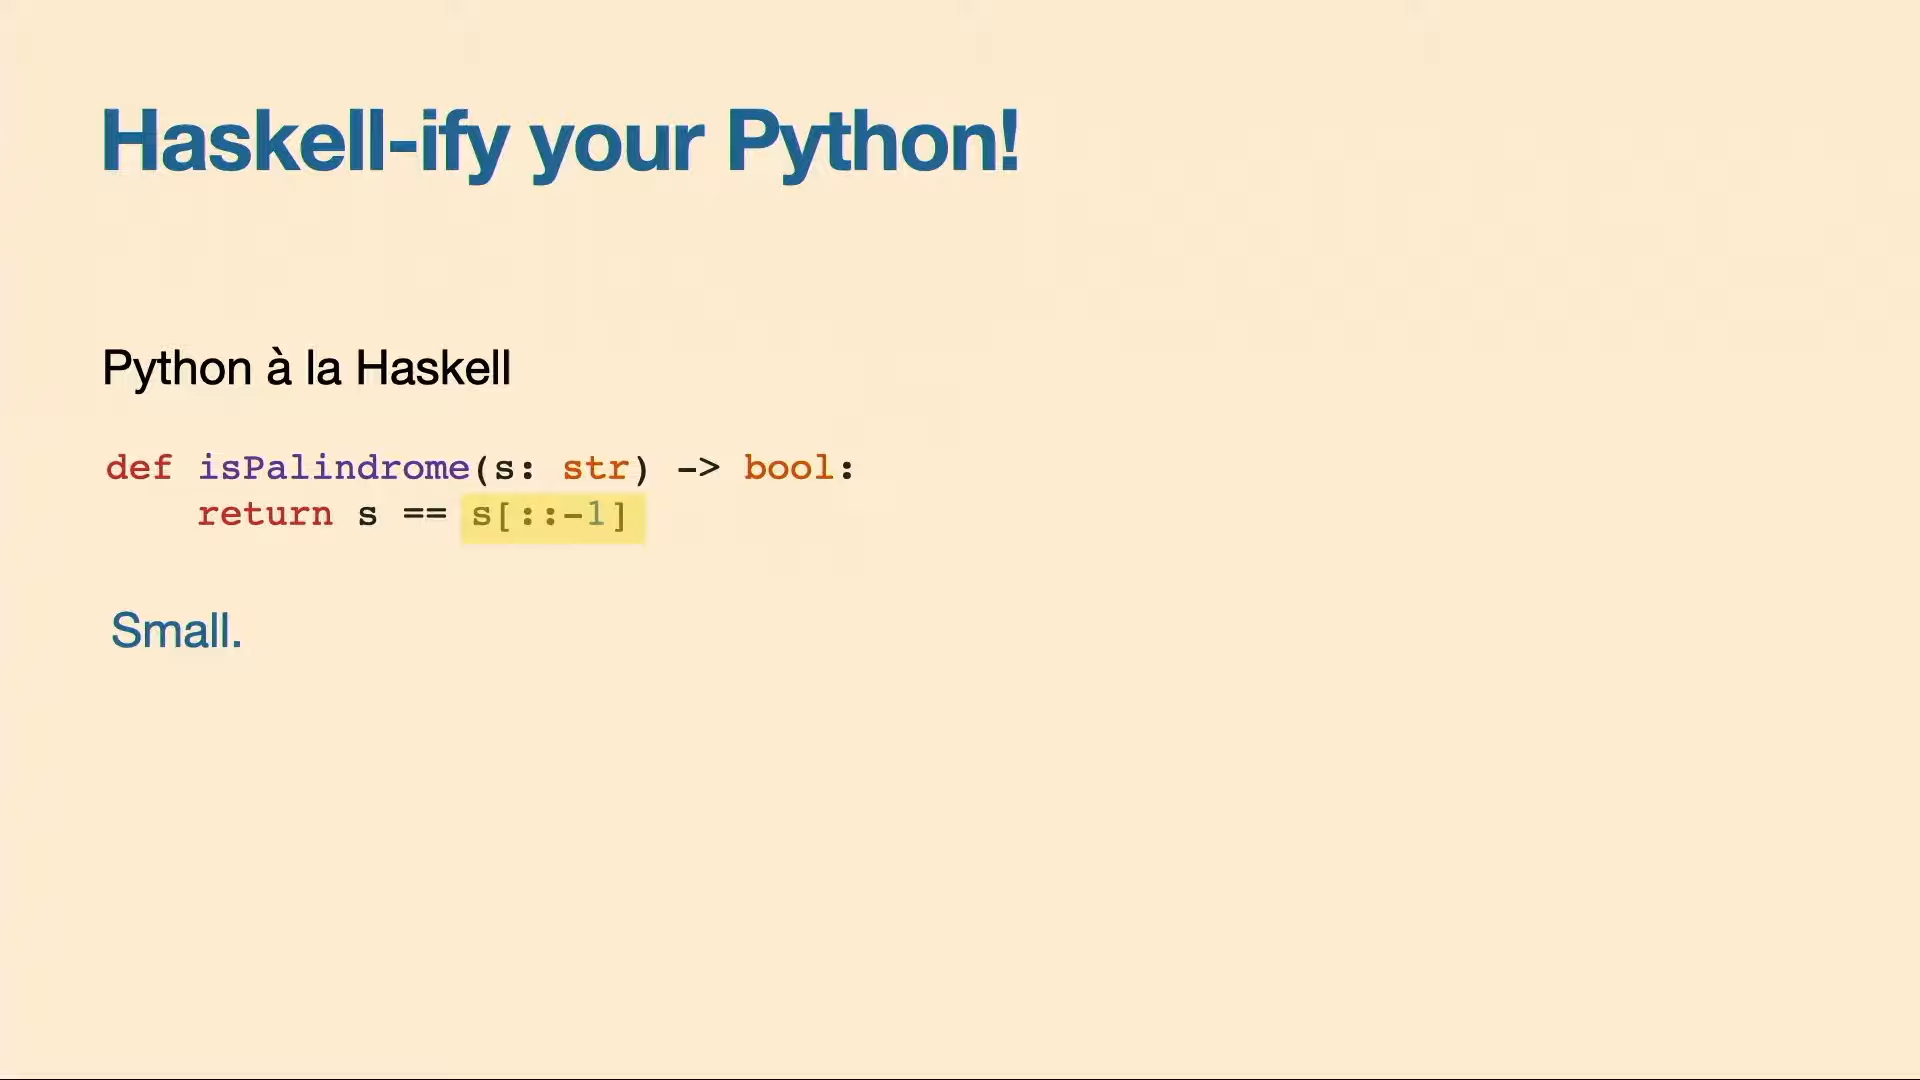 Haskell-ify your Python!
Python à la Haskell
def isPalindrome(s: str) -> bool:
    return s == s[::-1]
Small.